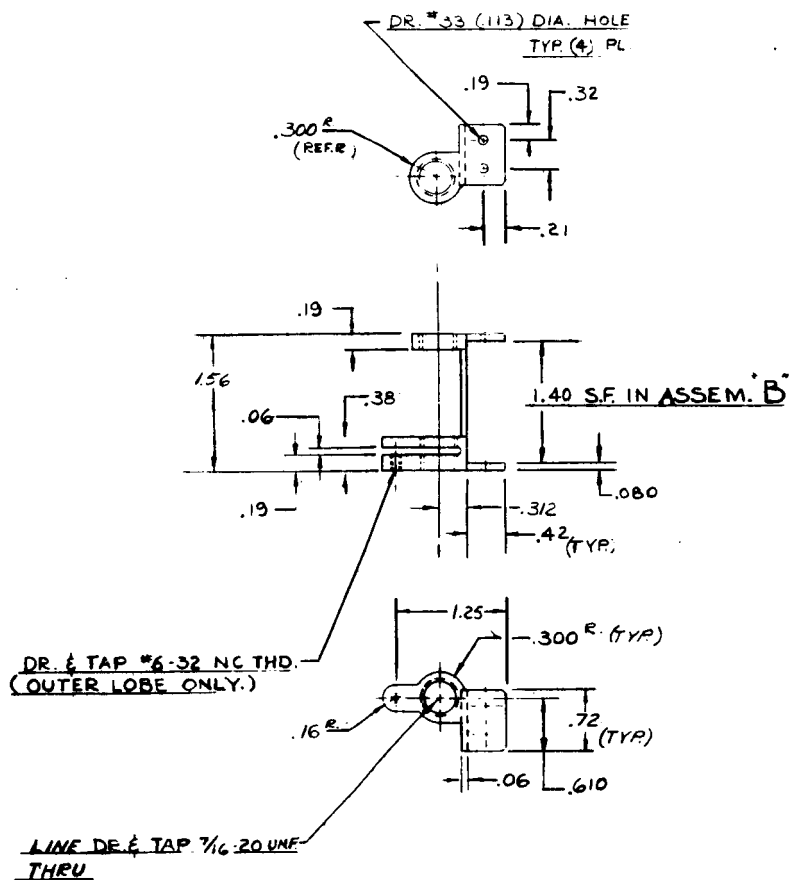 DR. #33 (.113) DIA. HOLE
TYP. (4) PL.
.19
.32
.300 R.
(REF.)
.21
.19
1.56
.38
1.40 S.F. IN ASSEM. "B"
.06
.080
.19
.312
.42 (TYP.)
1.25
.300 R. (TYP.)
DR. & TAP #6-32 NC THD.
(OUTER LOBE ONLY.)
.16 R.
.72
(TYP.)
.06
.610
LINE DR. & TAP 7/16-20 UNF
THRU